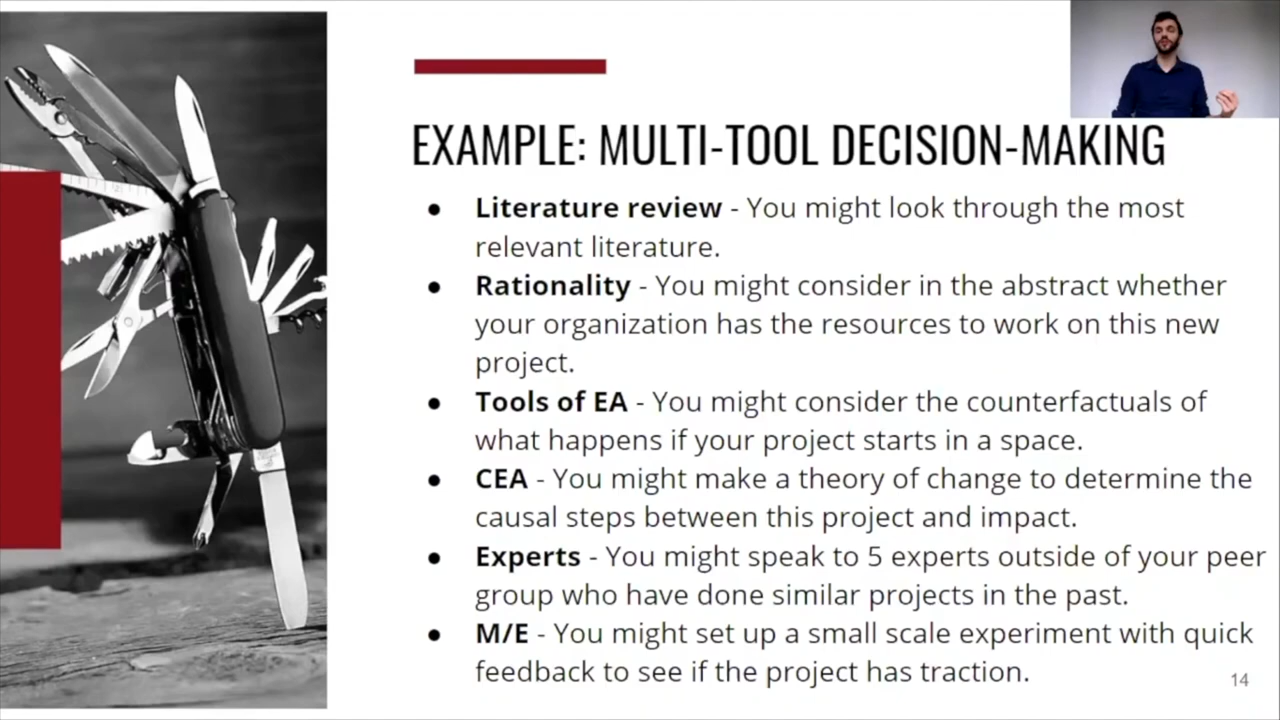 EXAMPLE: MULTI-TOOL DECISION-MAKING
● Literature review - You might look through the most
relevant literature.
● Rationality - You might consider in the abstract whether
your organization has the resources to work on this new
project.
● Tools of EA - You might consider the counterfactuals of
what happens if your project starts in a space.
● CEA - You might make a theory of change to determine the
causal steps between this project and impact.
● Experts - You might speak to 5 experts outside of your peer
group who have done similar projects in the past.
● M/E - You might set up a small scale experiment with quick
feedback to see if the project has traction.
14